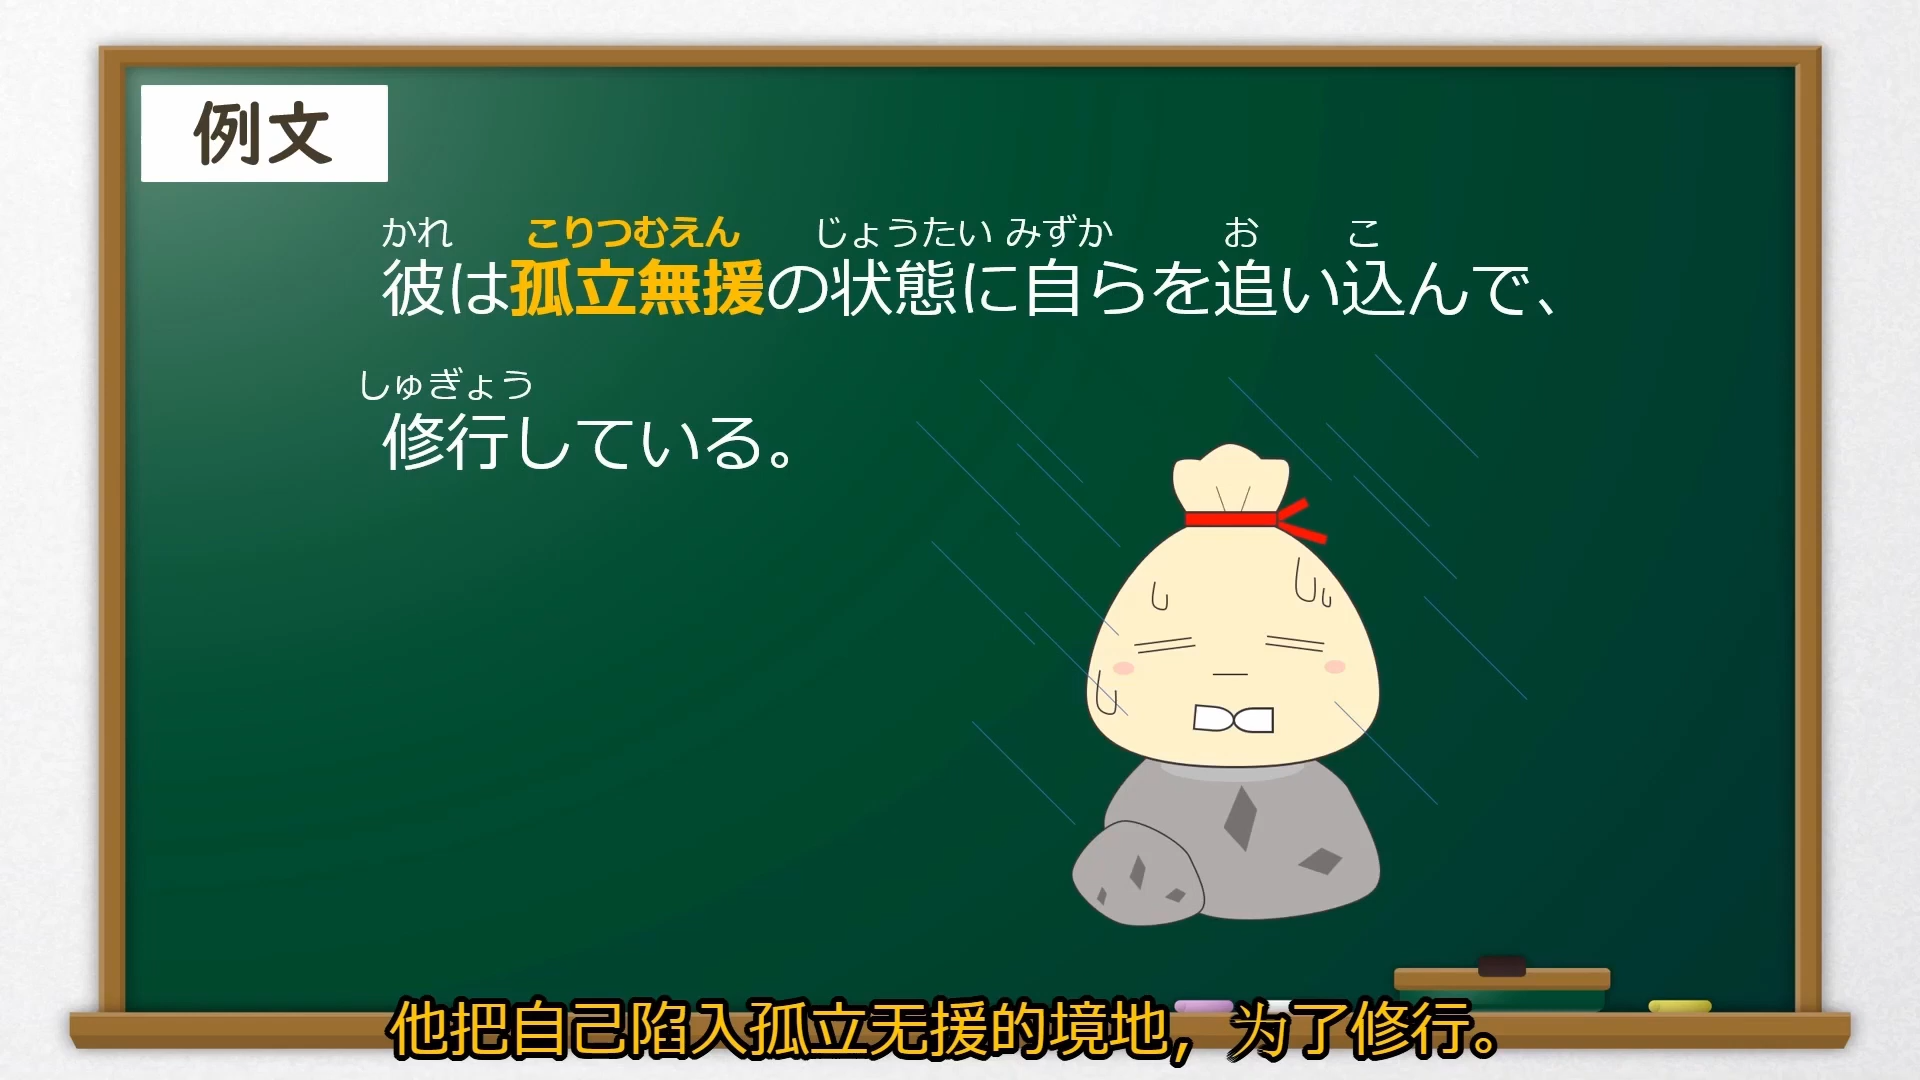 例文
かれ こりつむえん じょうたい みずか お こ
彼は孤立無援の状態に自らを追い込んで、
しゅぎょう
修行している。
他把自己陷入孤立无援的境地，为了修行。